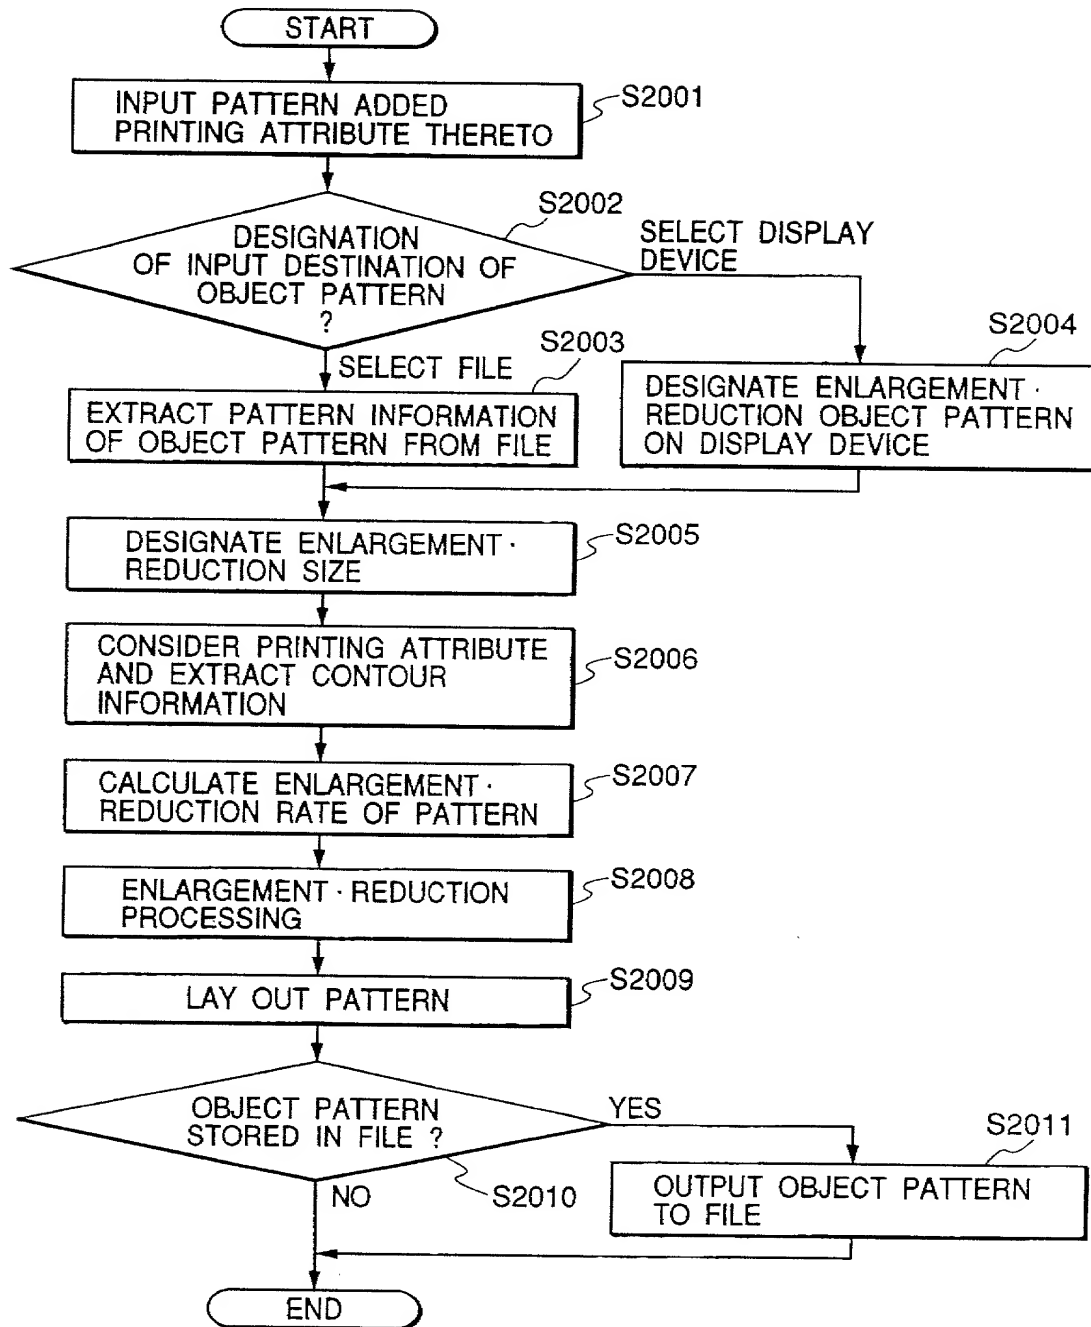 START
INPUT PATTERN ADDED
PRINTING ATTRIBUTE THERETO
S2001
S2002
DESIGNATION
OF INPUT DESTINATION OF
OBJECT PATTERN
?
SELECT DISPLAY
DEVICE
SELECT FILE
S2003
EXTRACT PATTERN INFORMATION
OF OBJECT PATTERN FROM FILE
S2004
DESIGNATE ENLARGEMENT ·
REDUCTION OBJECT PATTERN
ON DISPLAY DEVICE
DESIGNATE ENLARGEMENT ·
REDUCTION SIZE
S2005
CONSIDER PRINTING ATTRIBUTE
AND EXTRACT CONTOUR
INFORMATION
S2006
CALCULATE ENLARGEMENT ·
REDUCTION RATE OF PATTERN
S2007
ENLARGEMENT · REDUCTION
PROCESSING
S2008
LAY OUT PATTERN
S2009
OBJECT PATTERN
STORED IN FILE ?
YES
S2010
NO
S2011
OUTPUT OBJECT PATTERN
TO FILE
END